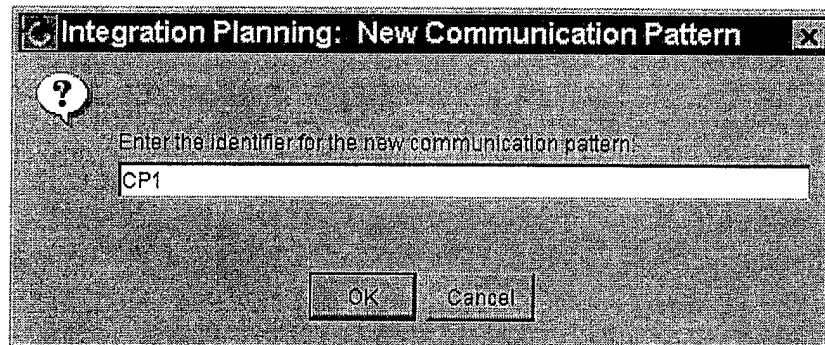 Integration Planning: New Communication Pattern
?
Enter the identifier for the new communication pattern:
CP1
OK Cancel